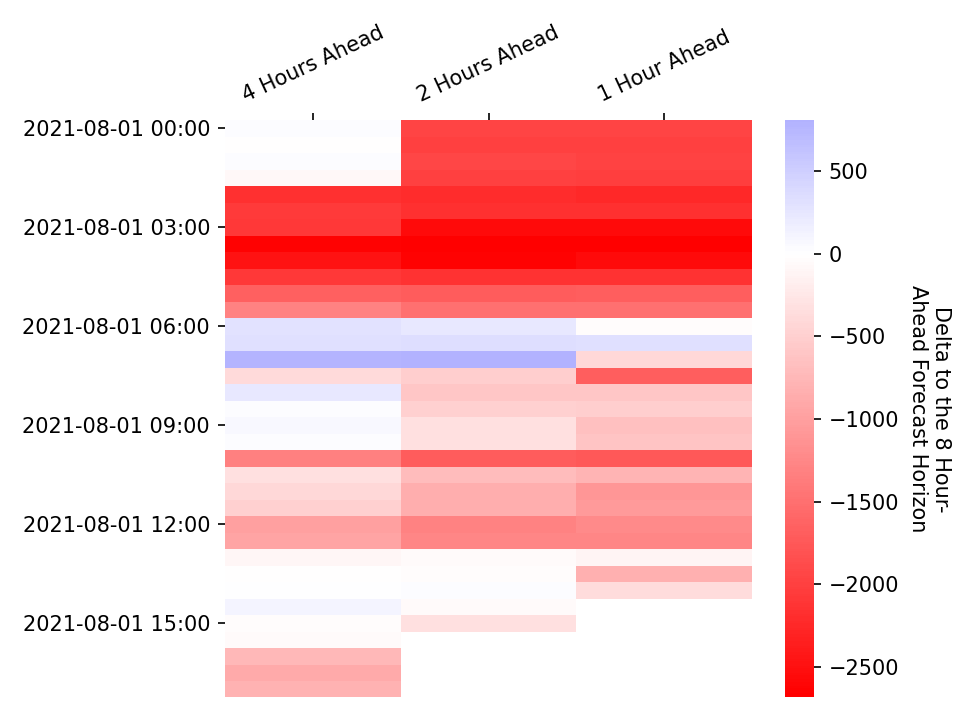 4 Hours Ahead
2 Hours Ahead
1 Hour Ahead
2021-08-01 00:00
2021-08-01 03:00
2021-08-01 06:00
2021-08-01 09:00
2021-08-01 12:00
2021-08-01 15:00
500
0
−500
−1000
−1500
−2000
−2500
Delta to the 8 Hour-
Ahead Forecast Horizon